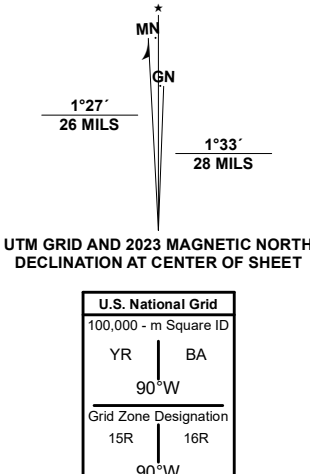 ★
MN
GN
1°27´
26 MILS
1°33´
28 MILS
UTM GRID AND 2023 MAGNETIC NORTH
DECLINATION AT CENTER OF SHEET
U.S. National Grid
100,000 - m Square ID
YR BA
90°W
Grid Zone Designation
15R 16R
90°W